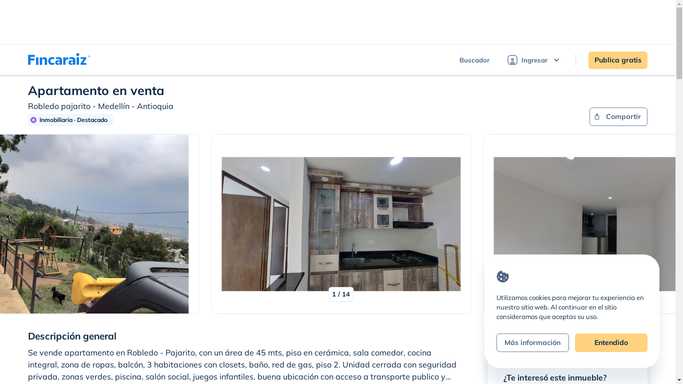 Fincaraiz
Buscador
Ingresar
Publica gratis
Apartamento en venta
Robledo pajarito - Medellín - Antioquia
Inmobiliaria · Destacado
Compartir
1 / 14
Utilizamos cookies para mejorar tu experiencia en
nuestro sitio web. Al continuar en el sitio
consideramos que aceptas su uso.
Más información
Entendido
Descripción general
Se vende apartamento en Robledo - Pajarito, con un área de 45 mts, piso en cerámica, sala comedor, cocina
integral, zona de ropas, balcón, 3 habitaciones con closets, baño, red de gas, piso 2. Unidad cerrada con seguridad
privada, zonas verdes, piscina, salón social, juegos infantiles, buena ubicación con acceso a transporte publico y...
¿Te interesó este inmueble?